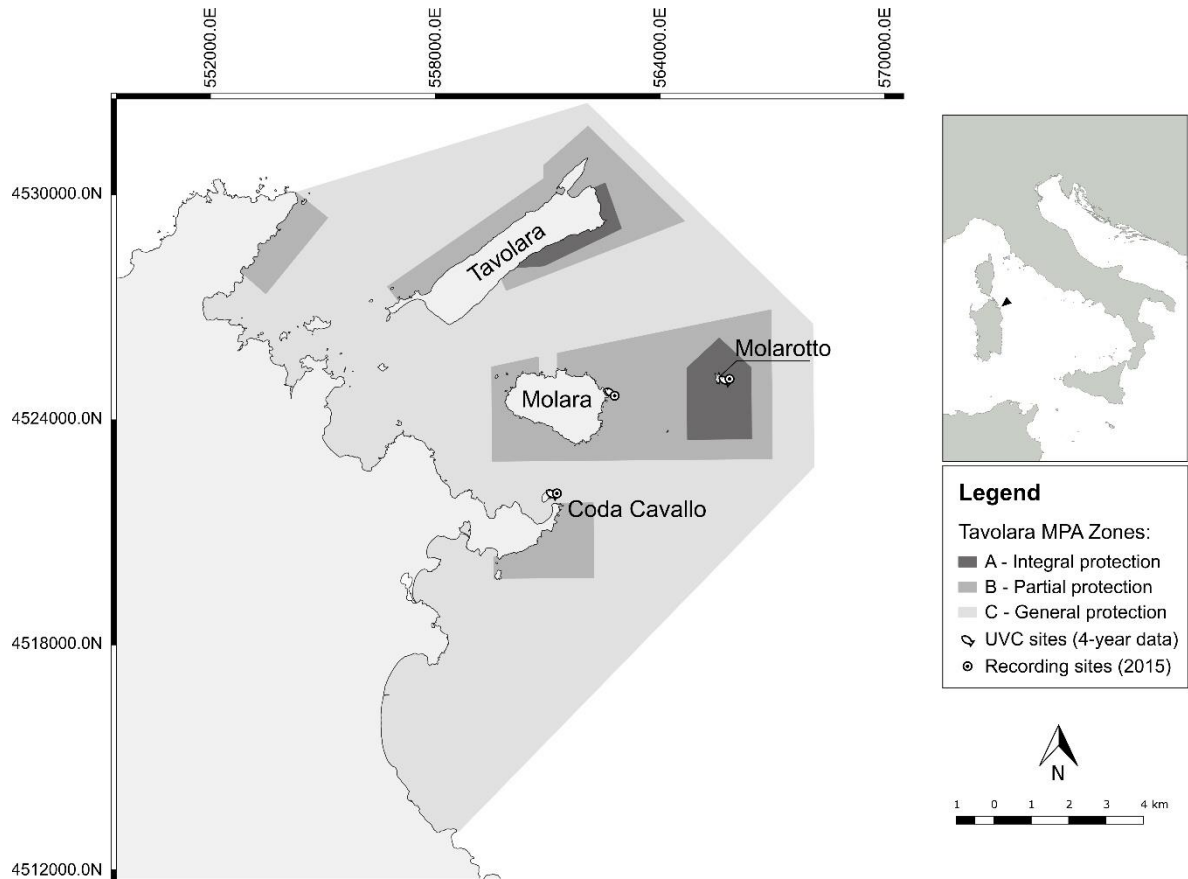 552000.0E
558000.0E
564000.0E
570000.0E
4530000.0N
4524000.0N
4518000.0N
4512000.0N
Tavolara
Molarotto
Molara
Coda Cavallo
Legend
Tavolara MPA Zones:
A - Integral protection
B - Partial protection
C - General protection
UVC sites (4-year data)
Recording sites (2015)
N
1 0 1 2 3 4 km